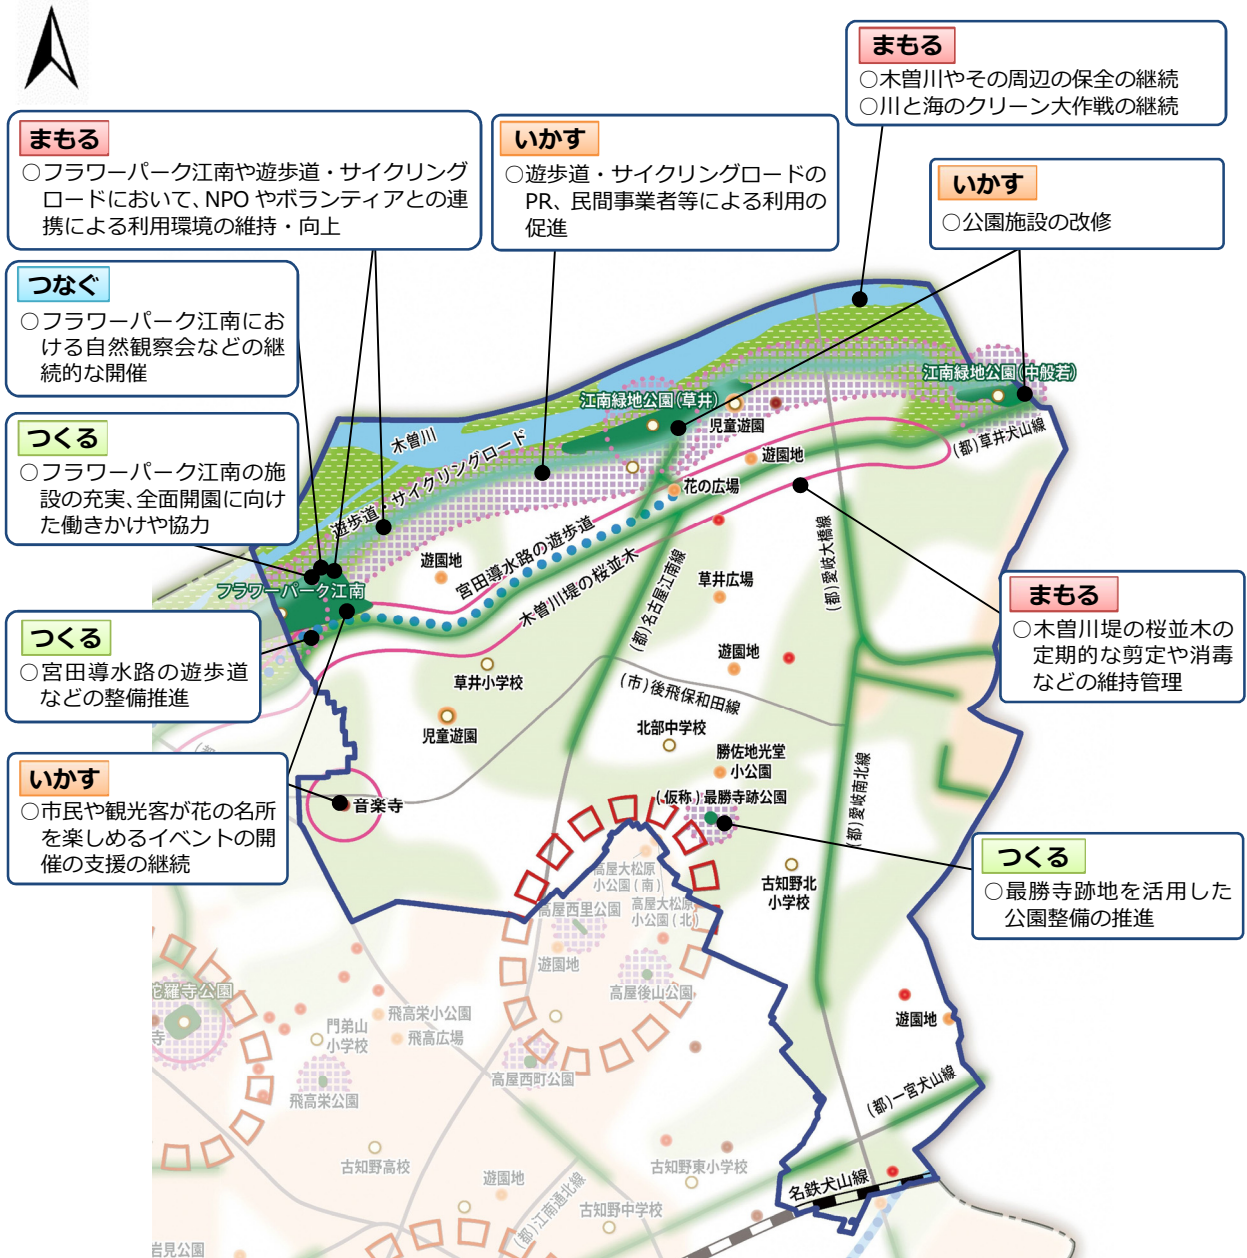 まもる
○木曽川やその周辺の保全の継続
○川と海のクリーン大作戦の継続
まもる
○フラワーパーク江南や遊歩道・サイクリング
ロードにおいて、NPO やボランティアとの連
携による利用環境の維持・向上
いかす
○遊歩道・サイクリングロードの
PR、民間事業者等による利用の
促進
いかす
○公園施設の改修
つなぐ
○フラワーパーク江南にお
ける自然観察会などの継
続的な開催
つくる
○フラワーパーク江南の施
設の充実、全面開園に向け
た働きかけや協力
つくる
○宮田導水路の遊歩道
などの整備推進
いかす
○市民や観光客が花の名所
を楽しめるイベントの開
催の支援の継続
まもる
○木曽川堤の桜並木の
定期的な剪定や消毒
などの維持管理
つくる
○最勝寺跡地を活用した
公園整備の推進
江南緑地公園(中般若)
江南緑地公園(草井)
児童遊園
木曽川
遊歩道・サイクリングロード
(都)草井犬山線
遊園地
花の広場
遊園地
宮田導水路の遊歩道
木曽川堤の桜並木
フラワーパーク江南
(都)愛岐大橋線
草井広場
(都)名古屋江南線
遊園地
草井小学校
(市)後飛保和田線
児童遊園
北部中学校
勝佐地光堂
小公園
(都)愛岐南北線
(仮称)最勝寺跡公園
音楽寺
(都
高屋大松原
小公園(南)
古知野北
小学校
高屋西里公園
高屋大松原
小公園(北)
遊園地
高屋後山公園
陀羅寺公園
寺
飛高栄小公園
門弟山
小学校
飛高広場
遊園地
高屋西町公園
飛高栄公園
(都)一宮犬山線
古知野高校
遊園地
古知野東小学校
名鉄犬山線
(都)江南通北線
古知野中学校
岩見公園